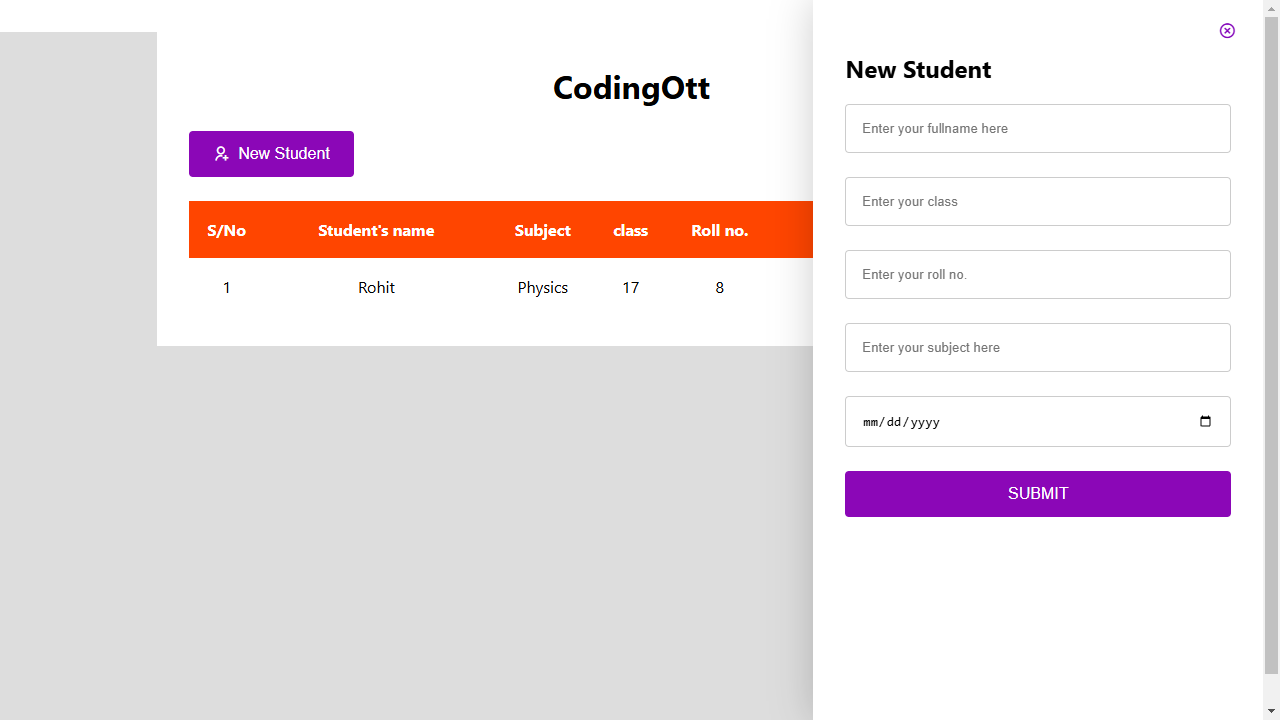 CodingOtt
New Student
S/No Student's name Subject class Roll no.
1 Rohit Physics 17 8
New Student
Enter your fullname here
Enter your class
Enter your roll no.
Enter your subject here
mm/dd/yyyy
SUBMIT